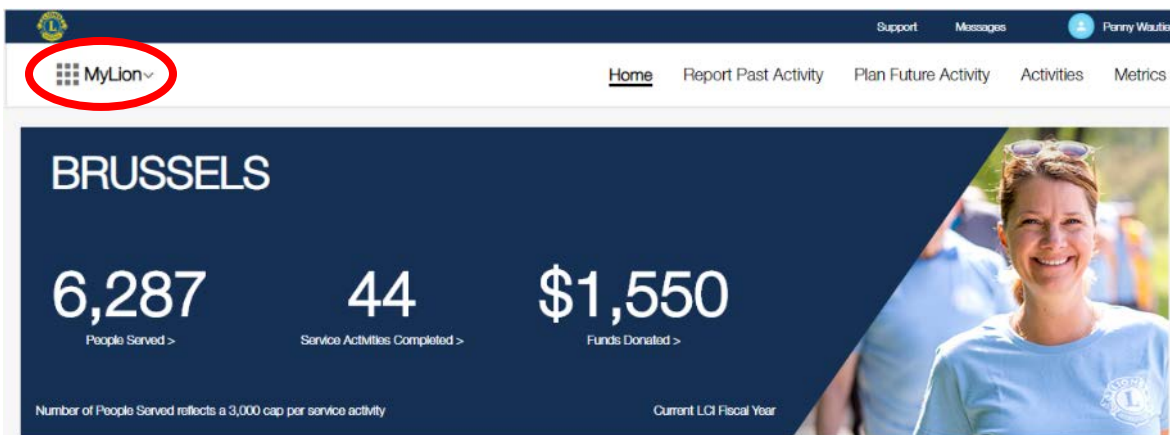 Support Messages Penny Wautie
MyLion
Home Report Past Activity Plan Future Activity Activities Metrics
BRUSSELS
6,287 44 $1,550
People Served > Service Activities Completed > Funds Donated >
Number of People Served reflects a 3,000 cap per service activity Current LCI Fiscal Year